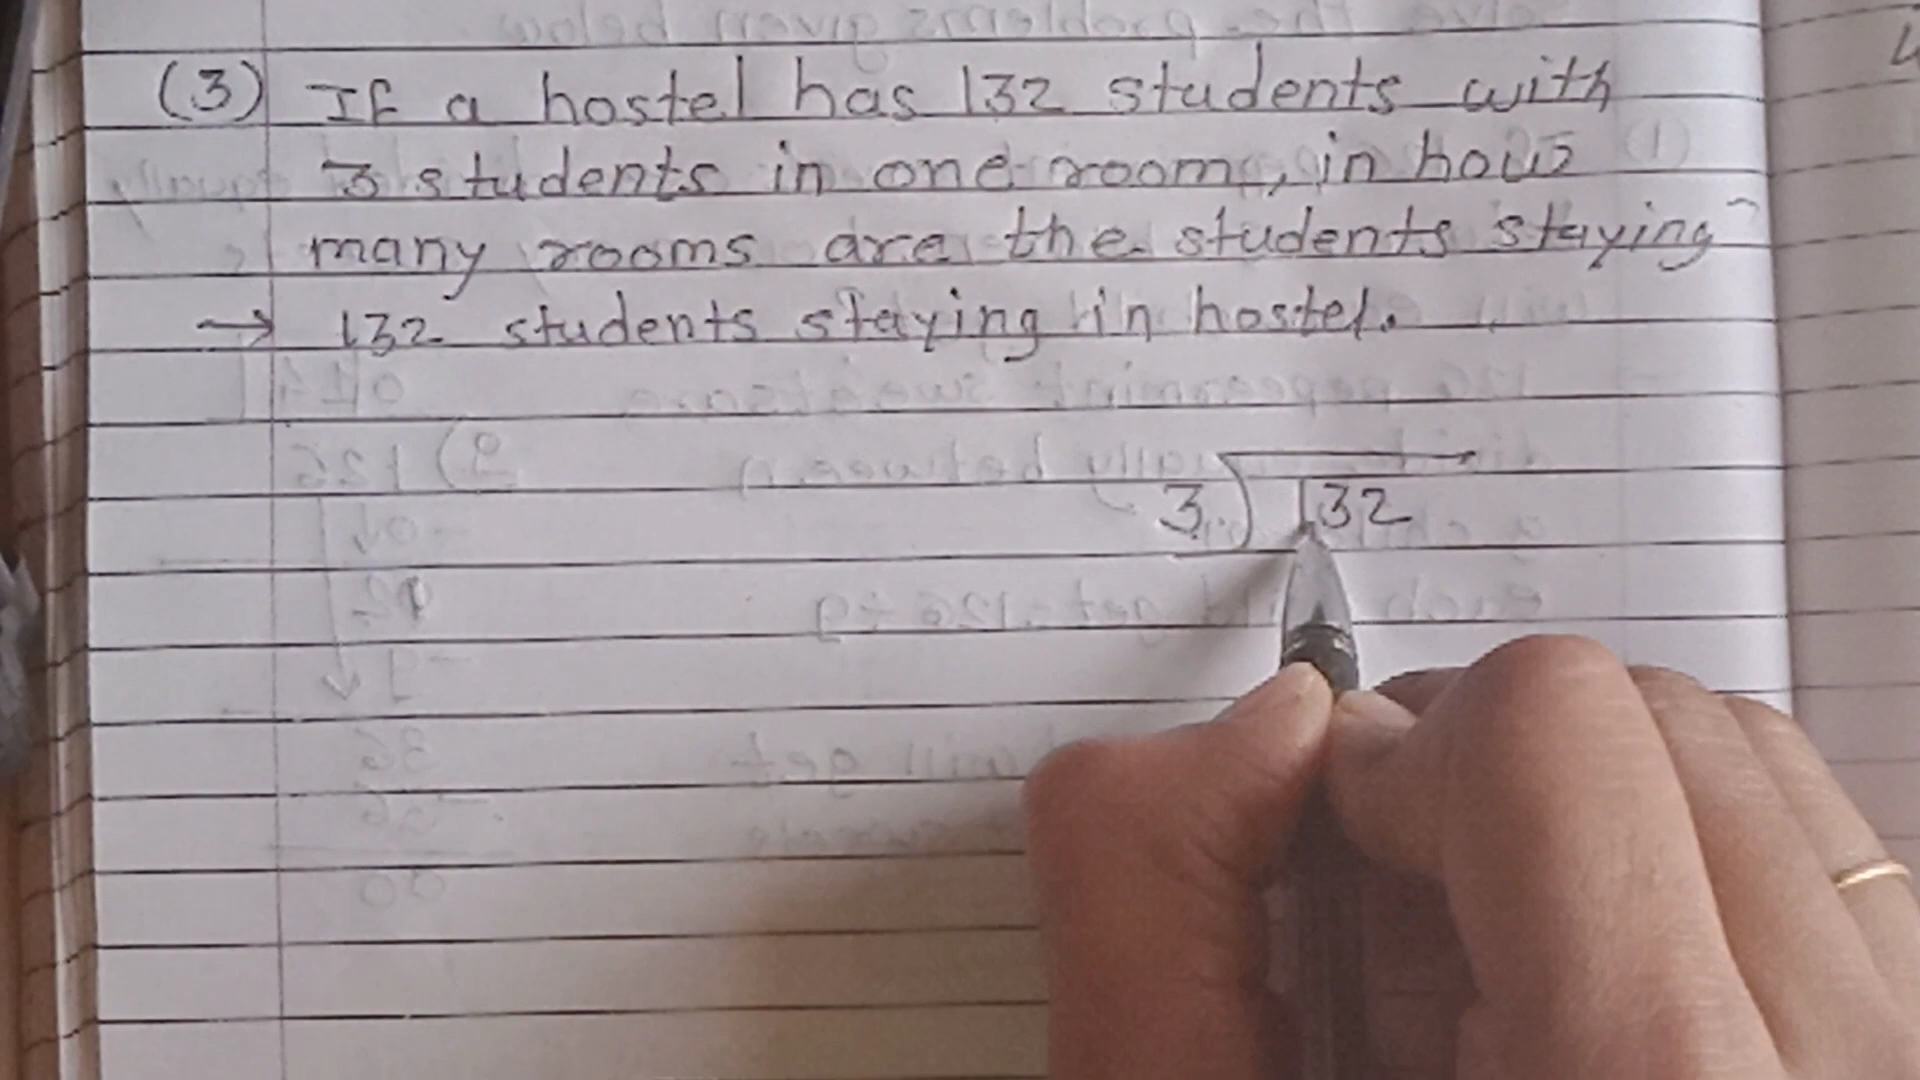 (3) If a hostel has 132 students with
3 students in one room, in how
many rooms are the students staying?
→ 132 students staying in hostel.
3) 132